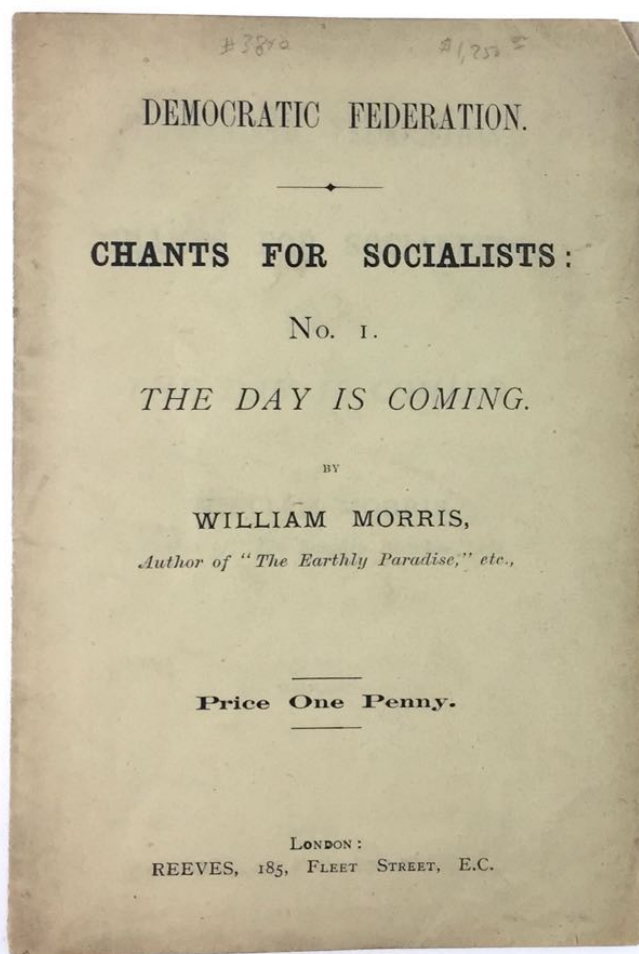 #3840 $1,250
DEMOCRATIC FEDERATION.
CHANTS FOR SOCIALISTS:
No. 1.
THE DAY IS COMING.
BY
WILLIAM MORRIS,
Author of "The Earthly Paradise," etc.,
Price One Penny.
LONDON:
REEVES, 185, FLEET STREET, E.C.